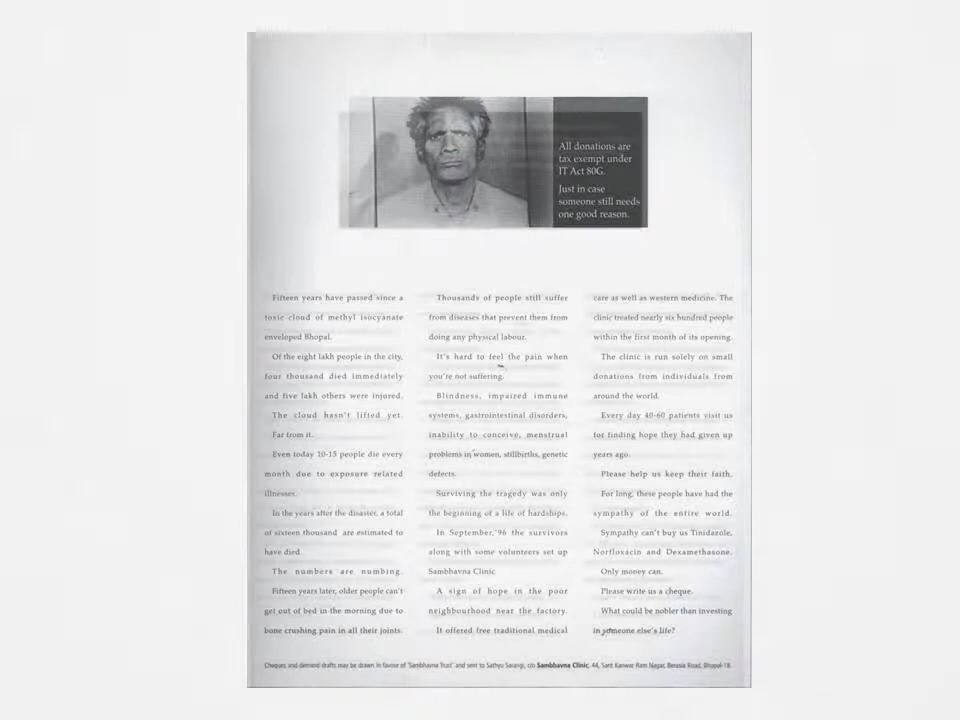 All donations are
tax exempt under
IT Act 80G.
Just in case
someone still needs
one good reason.
Fifteen years have passed since a
toxic cloud of methyl isocyanate
enveloped Bhopal.
Of the eight lakh people in the city,
four thousand died immediately
and five lakh others were injured.
The cloud hasn't lifted yet.
Far from it.
Even today 10-15 people die every
month due to exposure related
illnesses.
In the years after the disaster, a total
of sixteen thousand are estimated to
have died.
The numbers are numbing.
Fifteen years later, older people can't
get out of bed in the morning due to
bone crushing pain in all their joints.
Thousands of people still suffer
from diseases that prevent them from
doing any physical labour.
It's hard to feel the pain when
you're not suffering.
Blindness, impaired immune
systems, gastrointestinal disorders,
inability to conceive, menstrual
problems in women, stillbirths, genetic
defects.
Surviving the tragedy was only
the beginning of a life of hardships.
In September,'96 the survivors
along with some volunteers set up
Sambhavna Clinic
A sign of hope in the poor
neighbourhood near the factory.
It offered free traditional medical
care as well as western medicine. The
clinic treated nearly six hundred people
within the first month of its opening.
The clinic is run solely on small
donations from individuals from
around the world.
Every day 40-60 patients visit us
for finding hope they had given up
years ago.
Please help us keep their faith.
For long, these people have had the
sympathy of the entire world.
Sympathy can't buy us Tinidazole,
Norfloxacin and Dexamethasone.
Only money can.
Please write us a cheque.
What could be nobler than investing
in someone else's life?
Cheques and demand drafts may be drawn in favour of 'Sambhavna Trust' and sent to Sathyu Sarangi, c/o Sambhavna Clinic, 44, Sant Kanwar Ram Nagar, Berasia Road, Bhopal-18.